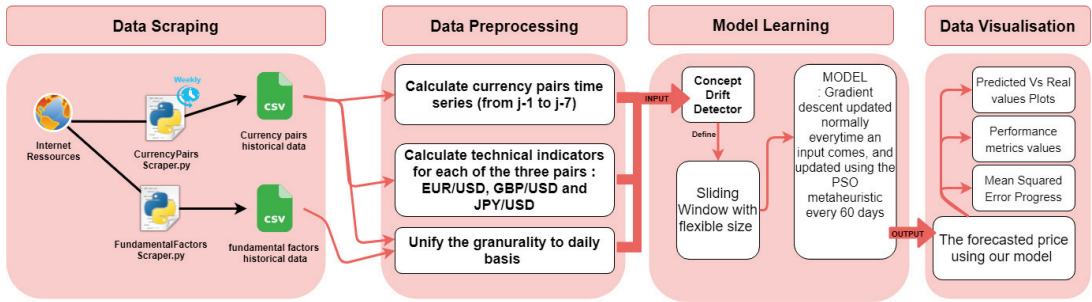 Data Scraping
Data Preprocessing
Model Learning
Data Visualisation
Weekly
Internet
Ressources
CurrencyPairs
Scraper.py
CSV
Currency pairs
historical data
FundamentalFactors
Scraper.py
CSV
fundamental factors
historical data
Calculate currency pairs time
series (from j-1 to j-7)
Calculate technical indicators
for each of the three pairs :
EUR/USD, GBP/USD and
JPY/USD
Unify the granurality to daily
basis
INPUT
Concept
Drift
Detector
Define
Sliding
Window with
flexible size
MODEL
: Gradient
descent updated
normally
everytime an
input comes, and
updated using the
PSO
metaheuristic
every 60 days
OUTPUT
Predicted Vs Real
values Plots
Performance
metrics values
Mean Squared
Error Progress
The forecasted price
using our model